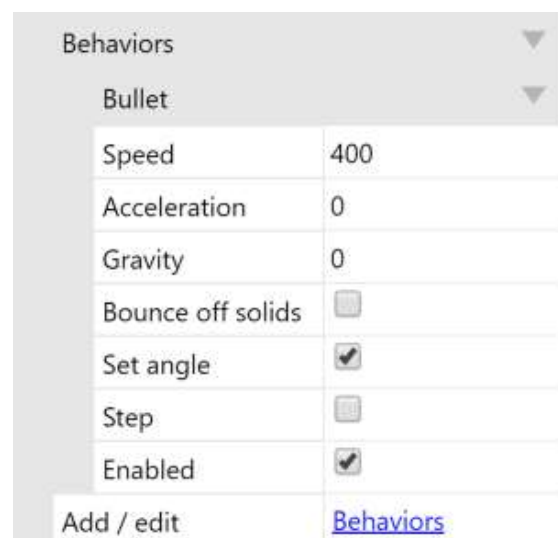 Behaviors
Bullet
Speed 400
Acceleration 0
Gravity 0
Bounce off solids
Set angle
Step
Enabled
Add / edit Behaviors